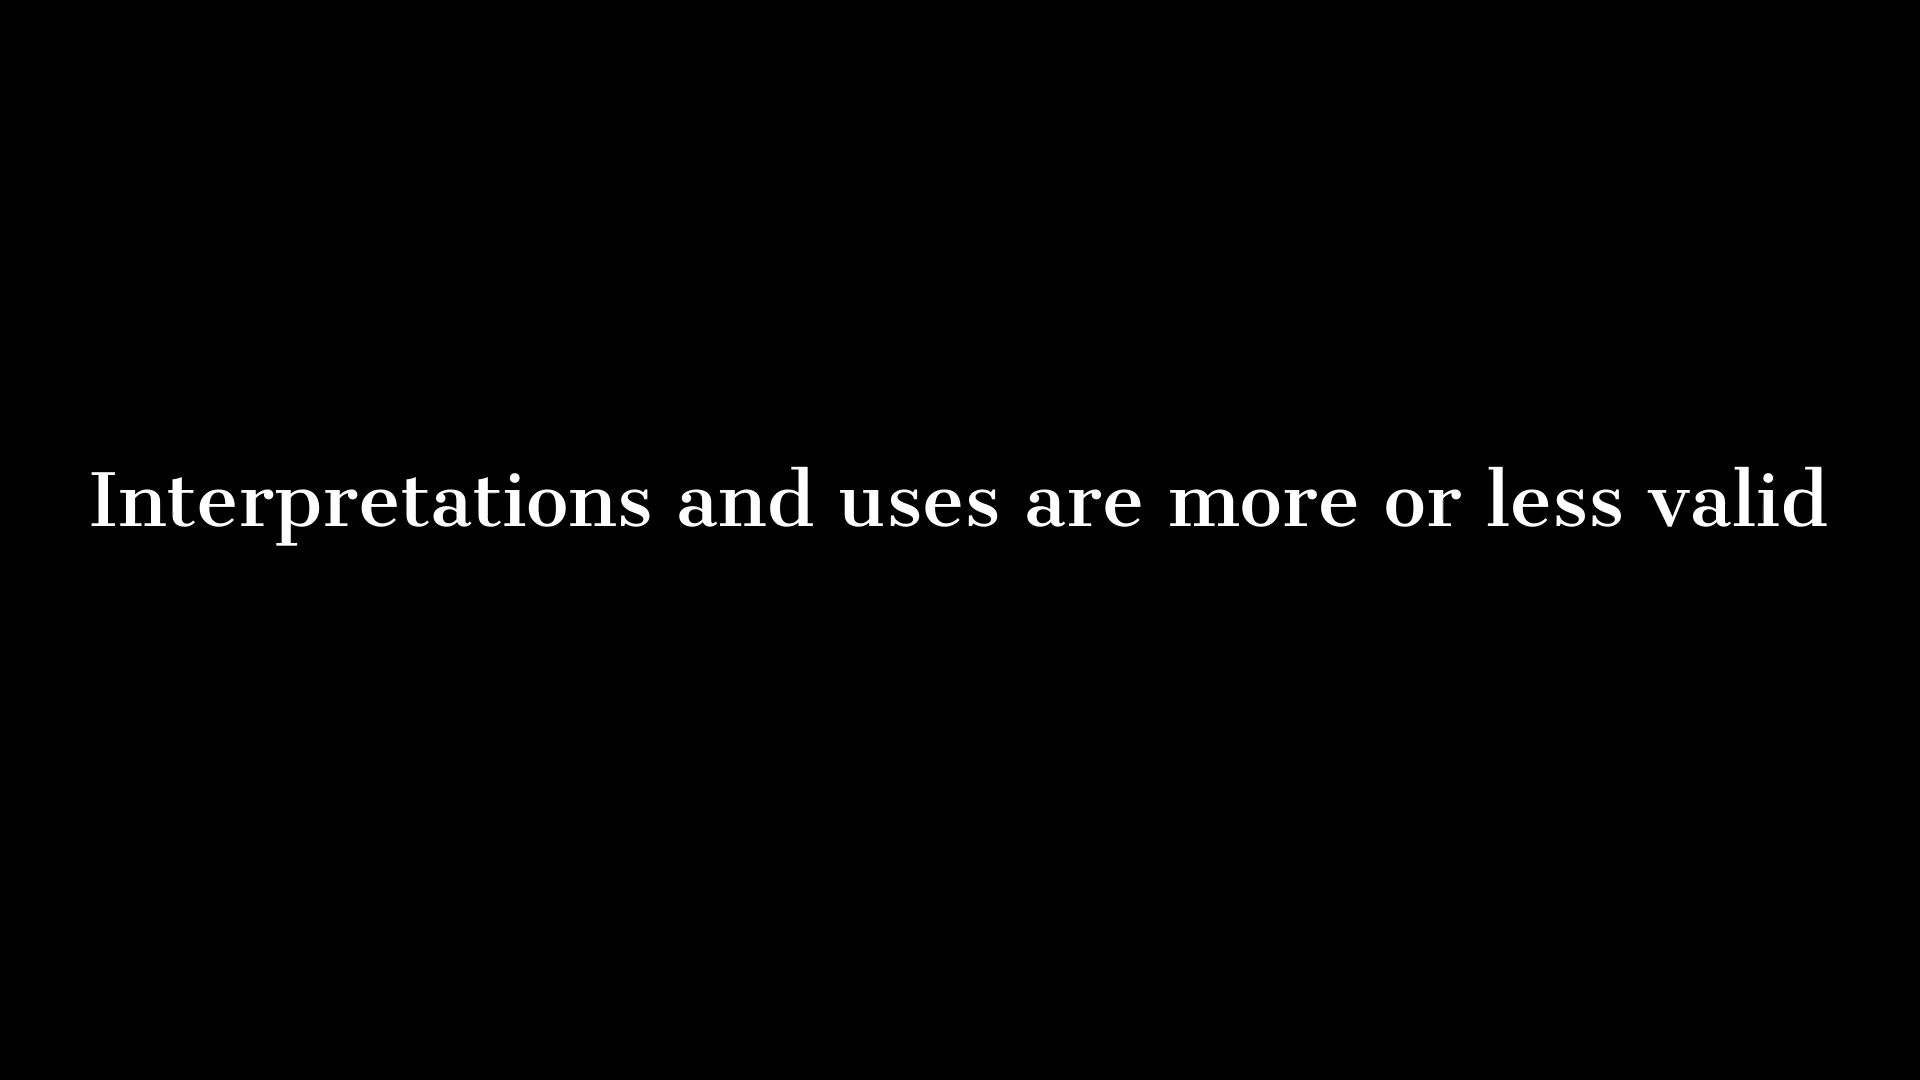 Interpretations and uses are more or less valid